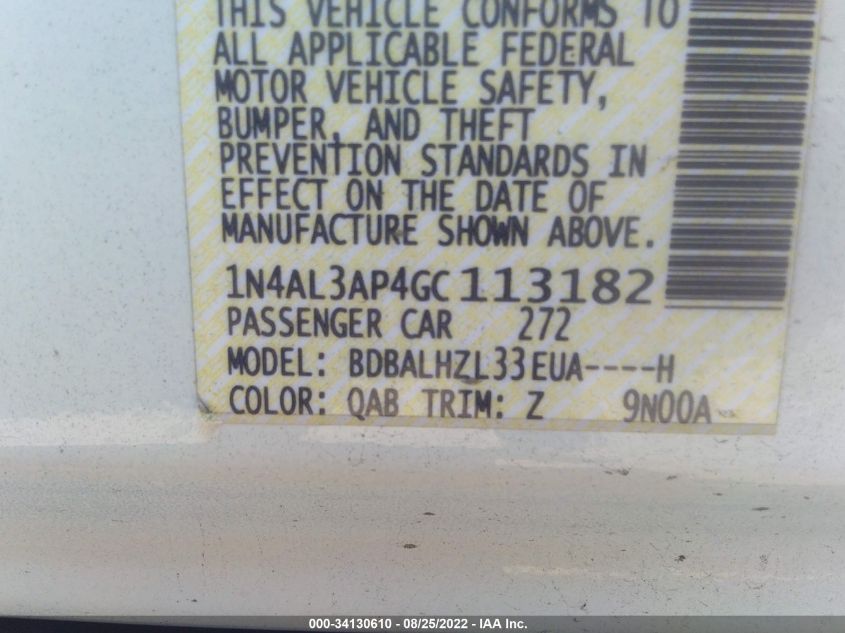 THIS VEHICLE CONFORMS TO
ALL APPLICABLE FEDERAL
MOTOR VEHICLE SAFETY,
BUMPER, AND THEFT
PREVENTION STANDARDS IN
EFFECT ON THE DATE OF
MANUFACTURE SHOWN ABOVE.
1N4AL3AP4GC113182
PASSENGER CAR 272
MODEL: BDBALHZL33EUA----H
COLOR: QAB TRIM: Z 9N00A
000-34130610 - 08/25/2022 - IAA Inc.